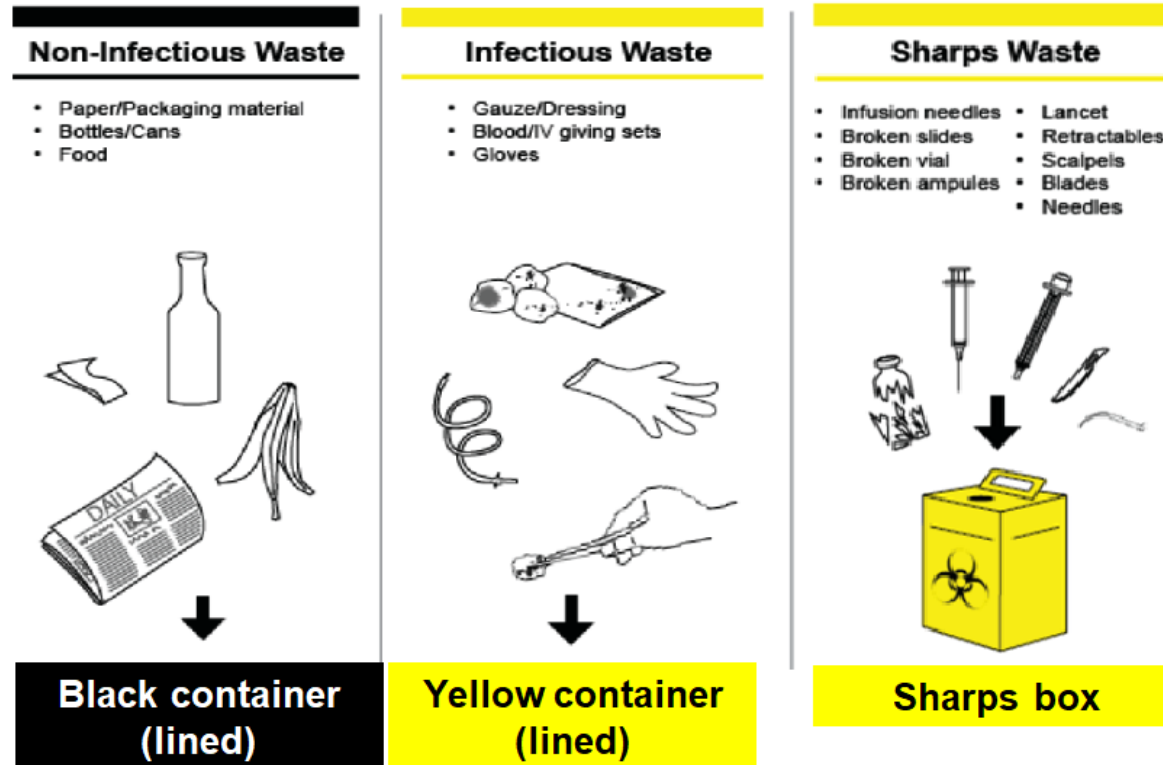 Non-Infectious Waste
• Paper/Packaging material
• Bottles/Cans
• Food
DAILY
Black container
(lined)
Infectious Waste
• Gauze/Dressing
• Blood/IV giving sets
• Gloves
Yellow container
(lined)
Sharps Waste
• Infusion needles
• Broken slides
• Broken vial
• Broken ampules
• Lancet
• Retractables
• Scalpels
• Blades
• Needles
Sharps box